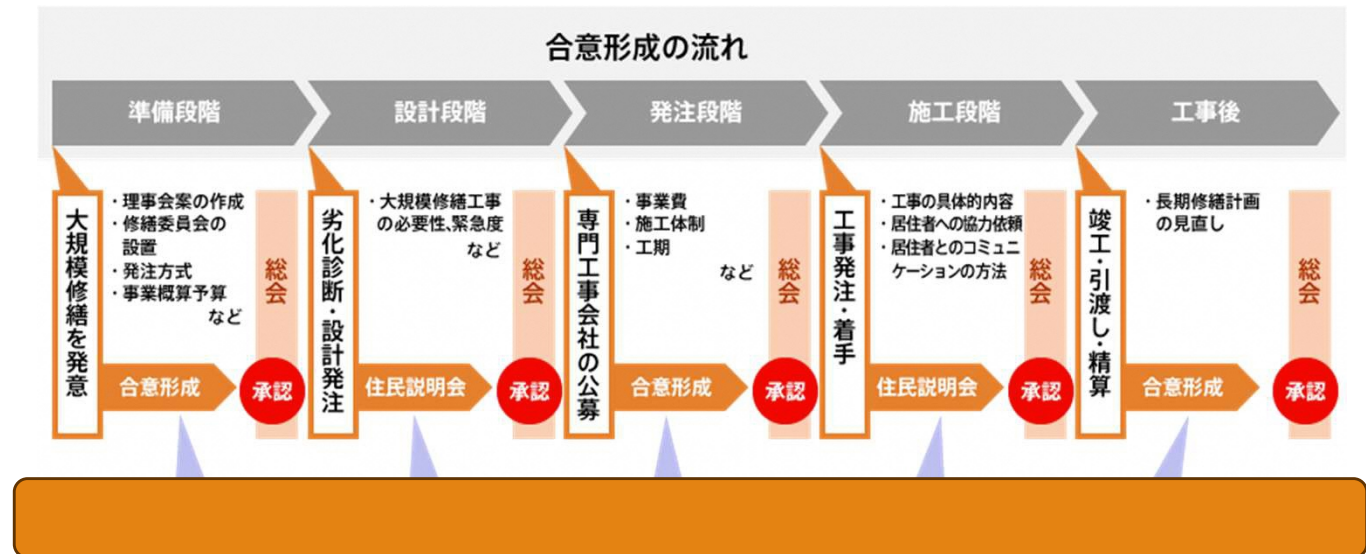 合意形成の流れ
準備段階
設計段階
発注段階
施工段階
工事後
大規模修繕を発意
・理事会案の作成
・修繕委員会の
設置
・発注方式
・事業概算予算
など
合意形成
総会
承認
劣化診断・設計発注
・大規模修繕工事
の必要性、緊急度
など
住民説明会
総会
承認
専門工事会社の公募
・事業費
・施工体制
・工期
など
合意形成
総会
承認
工事発注・着手
・工事の具体的内容
・居住者への協力依頼
・居住者とのコミュニ
ケーションの方法
住民説明会
総会
承認
竣工・引渡し・精算
・長期修繕計画
の見直し
合意形成
総会
承認